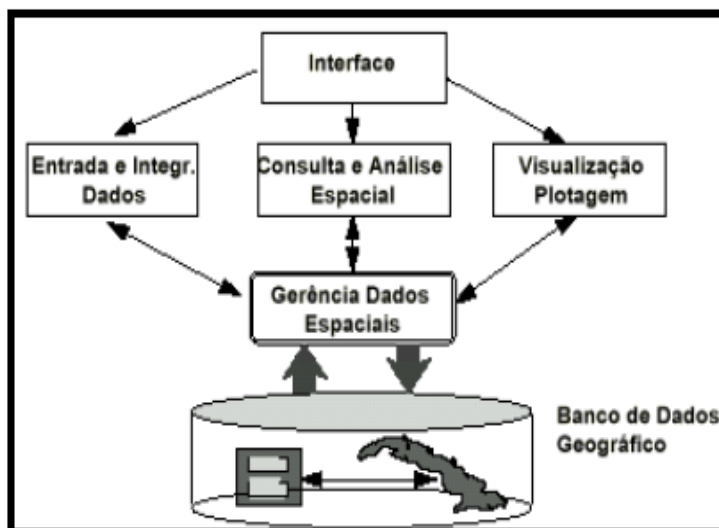 Interface
Entrada e Integr.
Dados
Consulta e Análise
Espacial
Visualização
Plotagem
Gerência Dados
Espaciais
Banco de Dados
Geográfico